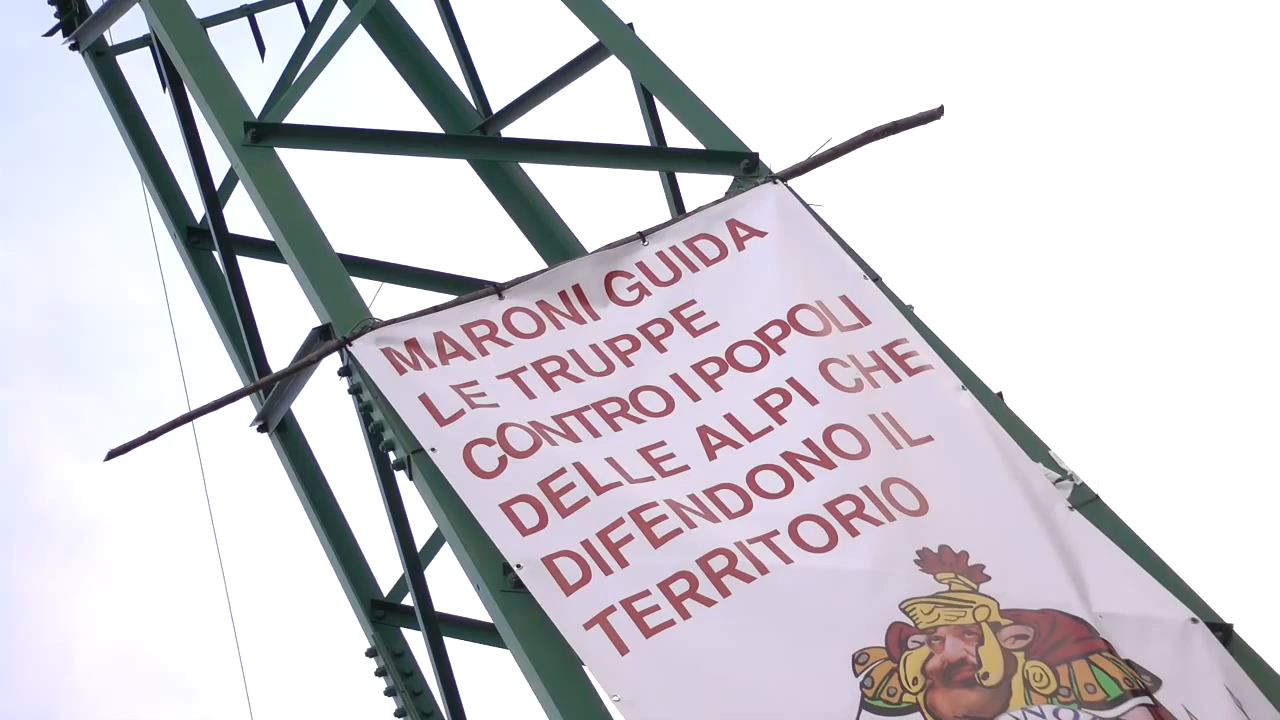 MARONI GUIDA
LE TRUPPE
CONTRO I POPOLI
DELLE ALPI CHE
DIFENDONO IL
TERRITORIO